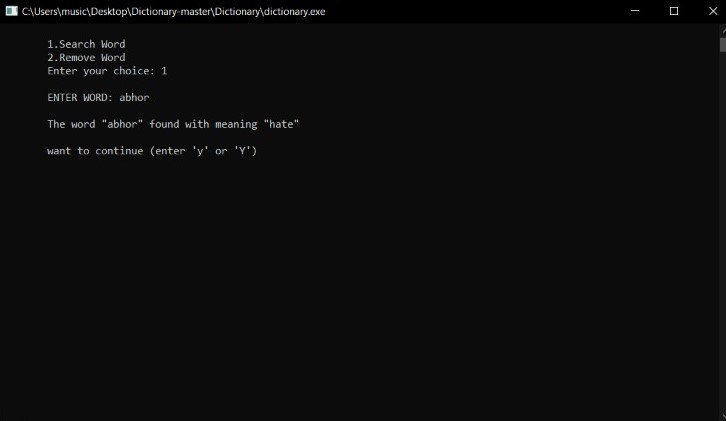 C:\Users\music\Desktop\Dictionary-master\Dictionary\dictionary.exe
1.Search Word
2.Remove Word
Enter your choice: 1
ENTER WORD: abhor
The word "abhor" found with meaning "hate"
want to continue (enter 'y' or 'Y')